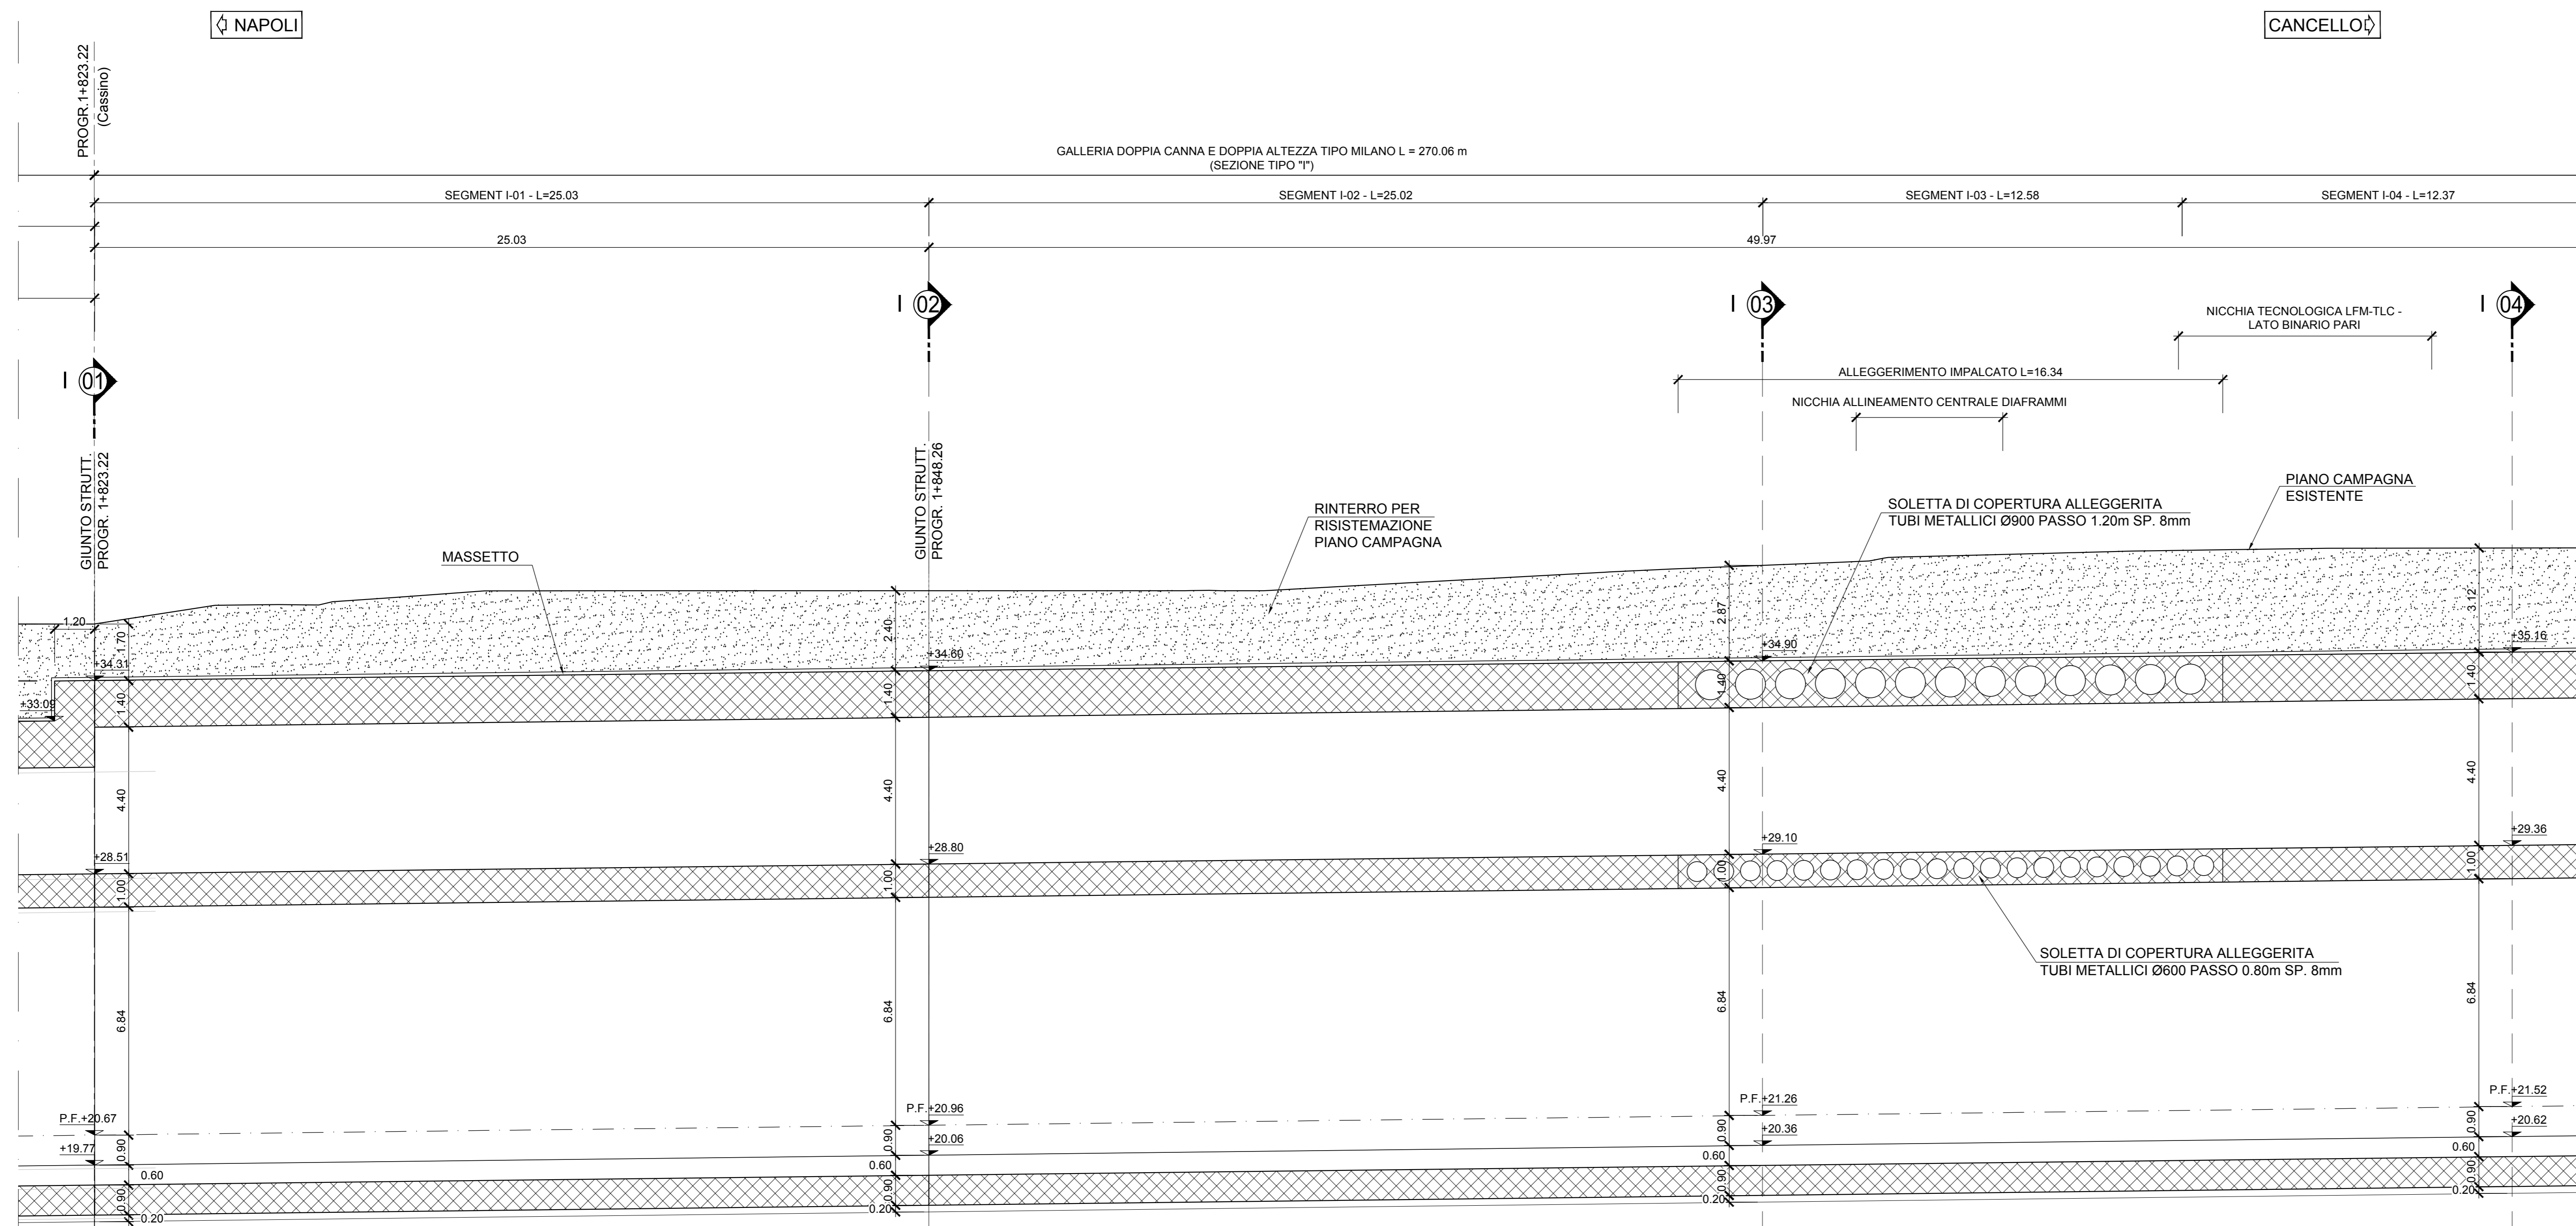 NAPOLI
CANCELLO
PROGR.1+823.22
(Cassino)
GALLERIA DOPPIA CANNA E DOPPIA ALTEZZA TIPO MILANO L = 270.06 m
(SEZIONE TIPO "I")
SEGMENT I-01 - L=25.03
SEGMENT I-02 - L=25.02
SEGMENT I-03 - L=12.58
SEGMENT I-04 - L=12.37
25.03
49.97
I 02
I 03
I 04
NICCHIA TECNOLOGICA LFM-TLC -
LATO BINARIO PARI
I 01
ALLEGGERIMENTO IMPALCATO L=16.34
NICCHIA ALLINEAMENTO CENTRALE DIAFRAMMI
GIUNTO STRUTT.
PROGR. 1+823.22
GIUNTO STRUTT.
PROGR. 1+848.26
MASSETTO
RINTERRO PER
RISISTEMAZIONE
PIANO CAMPAGNA
SOLETTA DI COPERTURA ALLEGGERITA
TUBI METALLICI Ø900 PASSO 1.20m SP. 8mm
PIANO CAMPAGNA
ESISTENTE
1.20
1.70
2.40
2.87
3.12
+34.31
+34.60
+34.90
+35.16
+33.09
1.40
1.40
1.40
1.40
4.40
4.40
4.40
4.40
+28.51
+28.80
+29.10
+29.36
1.00
1.00
1.00
1.00
SOLETTA DI COPERTURA ALLEGGERITA
TUBI METALLICI Ø600 PASSO 0.80m SP. 8mm
6.84
6.84
6.84
6.84
P.F.+20.67
P.F.+20.96
P.F.+21.26
P.F.+21.52
+19.77
+20.06
+20.36
+20.62
0.90
0.90
0.90
0.90
0.60
0.60
0.60
0.60
0.90
0.90
0.90
0.90
0.20
0.20
0.20
0.20